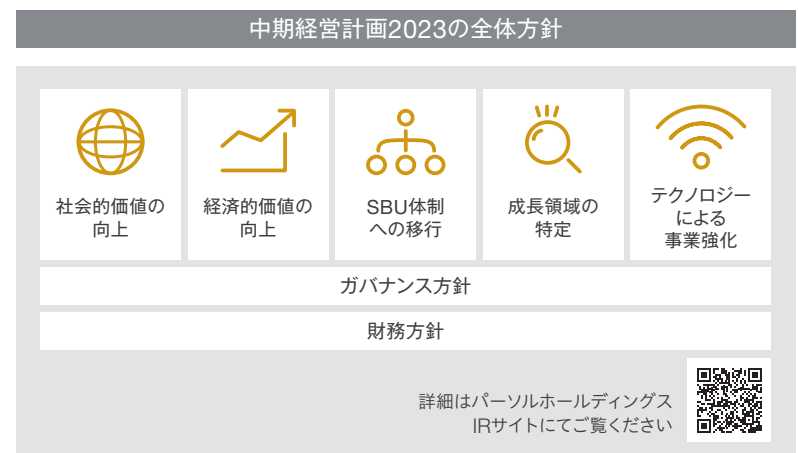 中期経営計画2023の全体方針
社会的価値の
向上
経済的価値の
向上
SBU体制
への移行
成長領域の
特定
テクノロジー
による
事業強化
ガバナンス方針
財務方針
詳細はパーソルホールディングス
IRサイトにてご覧ください